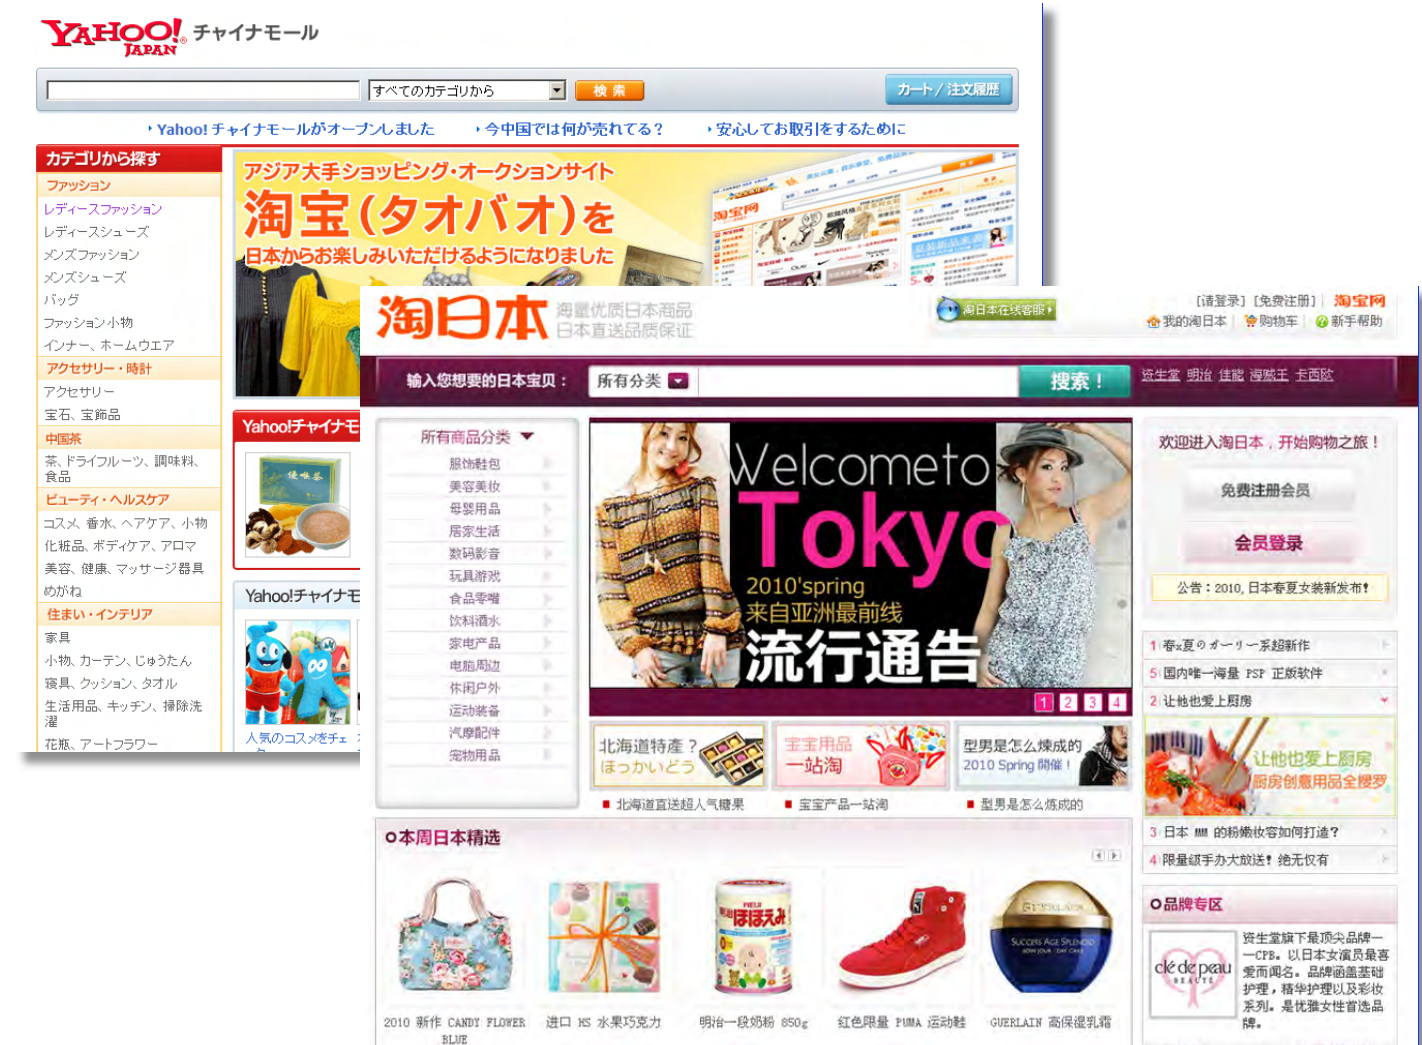 YAHOO! JAPAN チャイナモール
すべてのカテゴリから
検索
カート / 注文履歴
Yahoo! チャイナモールがオープンしました
今中国では何が売れてる？
安心してお取引をするために
カテゴリから探す
ファッション
レディースファッション
レディースシューズ
メンズファッション
メンズシューズ
バッグ
ファッション小物
インナー、ホームウエア
アクセサリー・時計
アクセサリー
宝石、宝飾品
中国茶
茶、ドライフルーツ、調味料、
食品
ビューティ・ヘルスケア
コスメ、香水、ヘアケア、小物
化粧品、ボディケア、アロマ
美容、健康、マッサージ器具
めがね
住まい・インテリア
家具
小物、カーテン、じゅうたん
寝具、クッション、タオル
生活用品、キッチン、掃除洗
濯
花瓶、アートフラワー
アジア大手ショッピング・オークションサイト
淘宝(タオバオ)を
日本からお楽しみいただけるようになりました
淘宝网
Yahoo!チャイナモ
Yahoo!チャイナモ
人気のコスメをチェ
淘日本
海量优质日本商品
日本直送品质保证
淘日本在线客服
[请登录] [免费注册]
淘宝网
我的淘日本
购物车
新手帮助
输入您想要的日本宝贝：
所有分类
搜索！
资生堂 明治 佳能 海贼王 卡西欧
所有商品分类
服饰鞋包
美容美妆
母婴用品
居家生活
数码影音
玩具游戏
食品零嘴
饮料酒水
家电产品
电脑周边
休闲户外
运动装备
汽摩配件
宠物用品
Welcometo
Tokyo
2010'spring
来自亚洲最前线
流行通告
1 2 3 4
欢迎进入淘日本，开始购物之旅！
免费注册会员
会员登录
公告：2010,日本春夏女装新发布!
1 春x夏のガーリー系超新作
5 国内唯一海量 PSP 正版软件
2 让他也爱上厨房
让他也爱上厨房
厨房创意用品全搜罗
3 日本 MM 的粉嫩妆容如何打造?
4 限量级手办大放送! 绝无仅有
北海道特産？
ほっかいどう
宝宝用品
一站淘
型男是怎么煉成的
2010 Spring 開催！
北海道直送超人气糖果
宝宝产品一站淘
型男是怎么炼成的
本周日本精选
MEIJI
明治ほほえみ
GUERLAIN
SUCCESS AGE SPLENDID
2010 新作 CANDY FLOWER
BLUE
进口 MS 水果巧克力
明治一段奶粉 850g
红色限量 PUMA 运动鞋
GUERLAIN 高保湿乳霜
品牌专区
clé de peau
BEAUTÉ
资生堂旗下最顶尖品牌一
一CPB。以日本女演员最喜
爱而闻名。品牌涵盖基础
护理，精华护理以及彩妆
系列。是优雅女性首选品
牌。